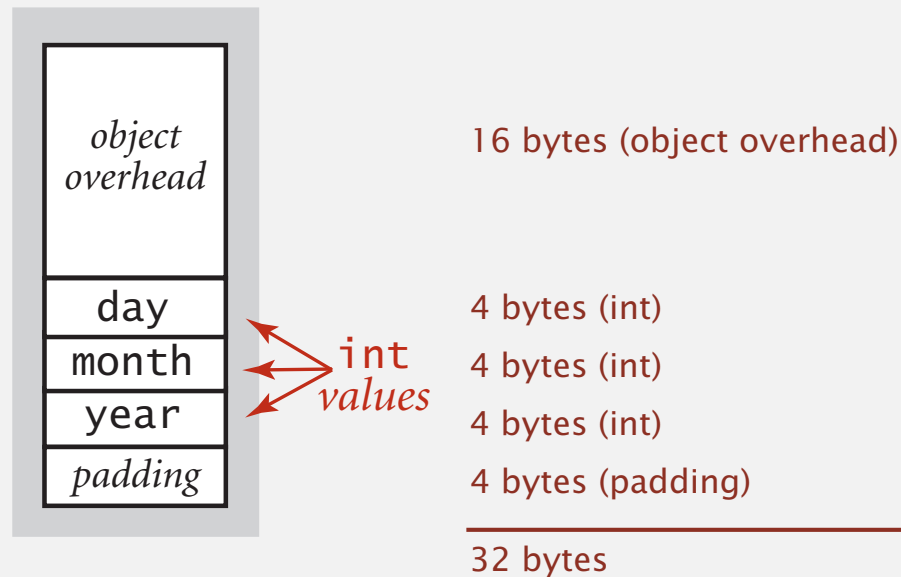 object
overhead
16 bytes (object overhead)
day
4 bytes (int)
month
int
values
4 bytes (int)
year
4 bytes (int)
padding
4 bytes (padding)
32 bytes